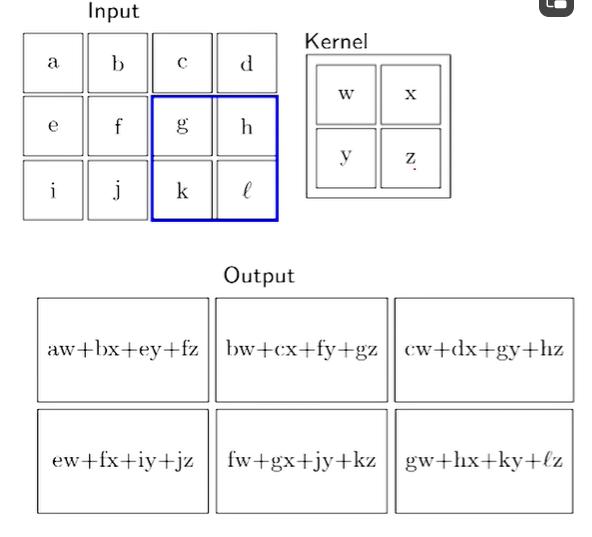 Input
Kernel
a b c d
w x
e f g h
y z
i j k ℓ
Output
aw+bx+ey+fz bw+cx+fy+gz cw+dx+gy+hz
ew+fx+iy+jz fw+gx+jy+kz gw+hx+ky+ℓz